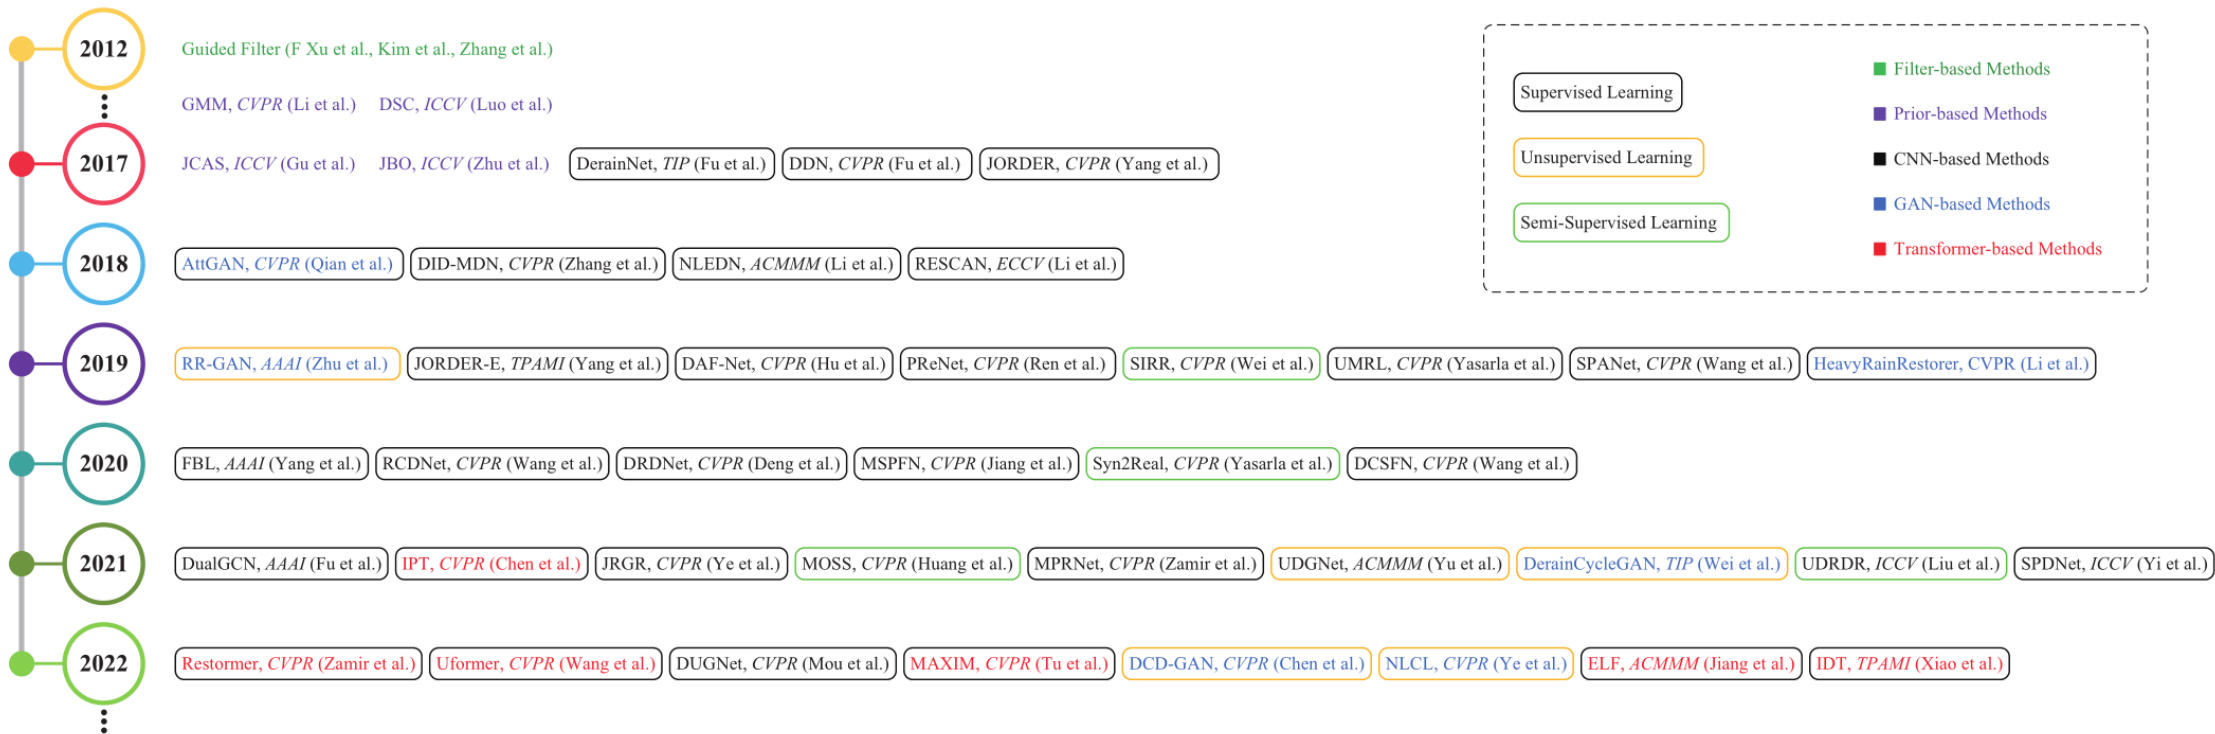 2012
Guided Filter (F Xu et al., Kim et al., Zhang et al.)
GMM, CVPR (Li et al.) DSC, ICCV (Luo et al.)
2017
JCAS, ICCV (Gu et al.) JBO, ICCV (Zhu et al.) DerainNet, TIP (Fu et al.) DDN, CVPR (Fu et al.) JORDER, CVPR (Yang et al.)
2018
AttGAN, CVPR (Qian et al.) DID-MDN, CVPR (Zhang et al.) NLEDN, ACMMM (Li et al.) RESCAN, ECCV (Li et al.)
2019
RR-GAN, AAAI (Zhu et al.) JORDER-E, TPAMI (Yang et al.) DAF-Net, CVPR (Hu et al.) PReNet, CVPR (Ren et al.) SIRR, CVPR (Wei et al.) UMRL, CVPR (Yasarla et al.) SPANet, CVPR (Wang et al.) HeavyRainRestorer, CVPR (Li et al.)
2020
FBL, AAAI (Yang et al.) RCDNet, CVPR (Wang et al.) DRDNet, CVPR (Deng et al.) MSPFN, CVPR (Jiang et al.) Syn2Real, CVPR (Yasarla et al.) DCSFN, CVPR (Wang et al.)
2021
DualGCN, AAAI (Fu et al.) IPT, CVPR (Chen et al.) JRGR, CVPR (Ye et al.) MOSS, CVPR (Huang et al.) MPRNet, CVPR (Zamir et al.) UDGNet, ACMMM (Yu et al.) DerainCycleGAN, TIP (Wei et al.) UDRDR, ICCV (Liu et al.) SPDNet, ICCV (Yi et al.)
2022
Restormer, CVPR (Zamir et al.) Uformer, CVPR (Wang et al.) DUGNet, CVPR (Mou et al.) MAXIM, CVPR (Tu et al.) DCD-GAN, CVPR (Chen et al.) NLCL, CVPR (Ye et al.) ELF, ACMMM (Jiang et al.) IDT, TPAMI (Xiao et al.)
Supervised Learning
Unsupervised Learning
Semi-Supervised Learning
Filter-based Methods
Prior-based Methods
CNN-based Methods
GAN-based Methods
Transformer-based Methods